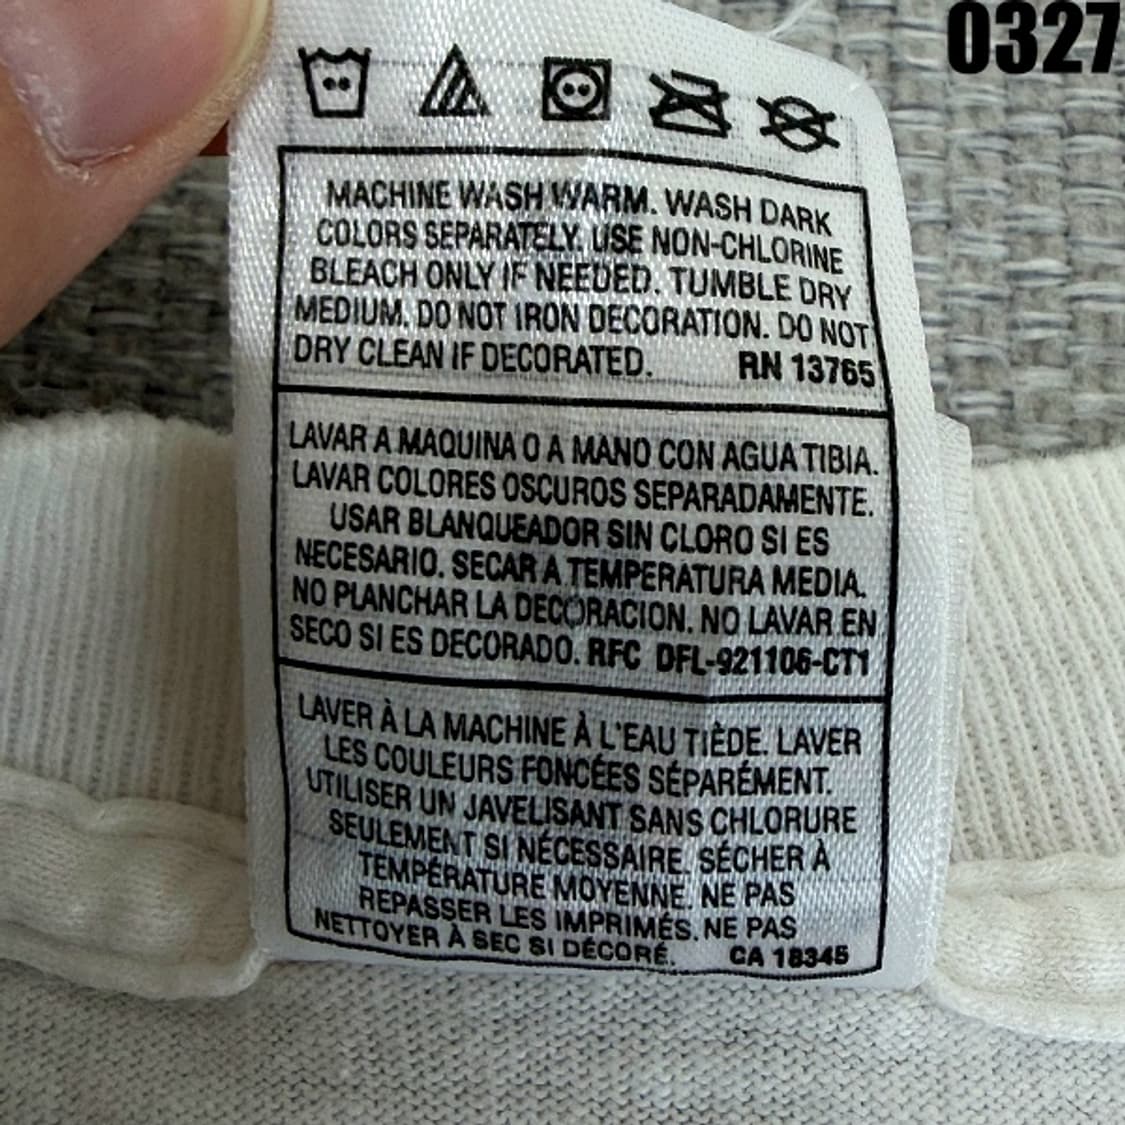 0327
MACHINE WASH WARM. WASH DARK
COLORS SEPARATELY. USE NON-CHLORINE
BLEACH ONLY IF NEEDED. TUMBLE DRY
MEDIUM. DO NOT IRON DECORATION. DO NOT
DRY CLEAN IF DECORATED. RN 13765
LAVAR A MAQUINA O A MANO CON AGUA TIBIA.
LAVAR COLORES OSCUROS SEPARADAMENTE.
USAR BLANQUEADOR SIN CLORO SI ES
NECESARIO. SECAR A TEMPERATURA MEDIA.
NO PLANCHAR LA DECORACION. NO LAVAR EN
SECO SI ES DECORADO. RFC DFL-921106-CT1
LAVER À LA MACHINE À L'EAU TIÈDE. LAVER
LES COULEURS FONCÉES SÉPARÉMENT.
UTILISER UN JAVELISANT SANS CHLORURE
SEULEMENT SI NÉCESSAIRE. SÉCHER À
TEMPÉRATURE MOYENNE. NE PAS
REPASSER LES IMPRIMÉS. NE PAS
NETTOYER À SEC SI DÉCORÉ. CA 18345